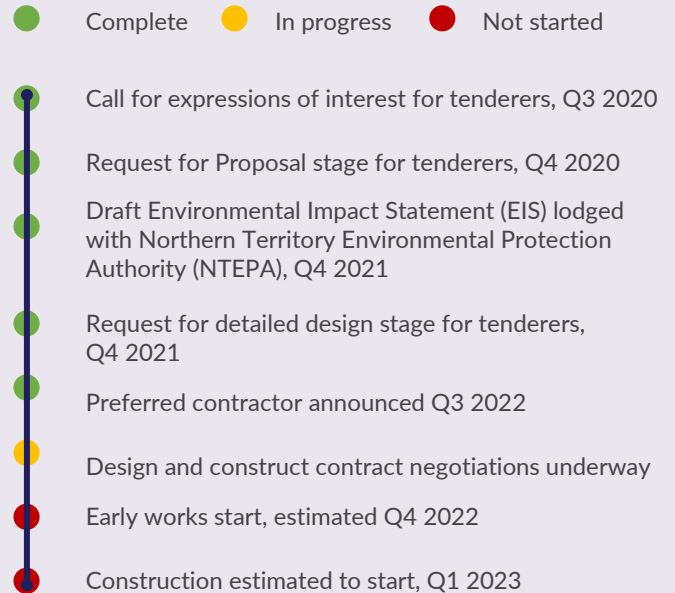 Complete In progress Not started
Call for expressions of interest for tenderers, Q3 2020
Request for Proposal stage for tenderers, Q4 2020
Draft Environmental Impact Statement (EIS) lodged
with Northern Territory Environmental Protection
Authority (NTEPA), Q4 2021
Request for detailed design stage for tenderers,
Q4 2021
Preferred contractor announced Q3 2022
Design and construct contract negotiations underway
Early works start, estimated Q4 2022
Construction estimated to start, Q1 2023